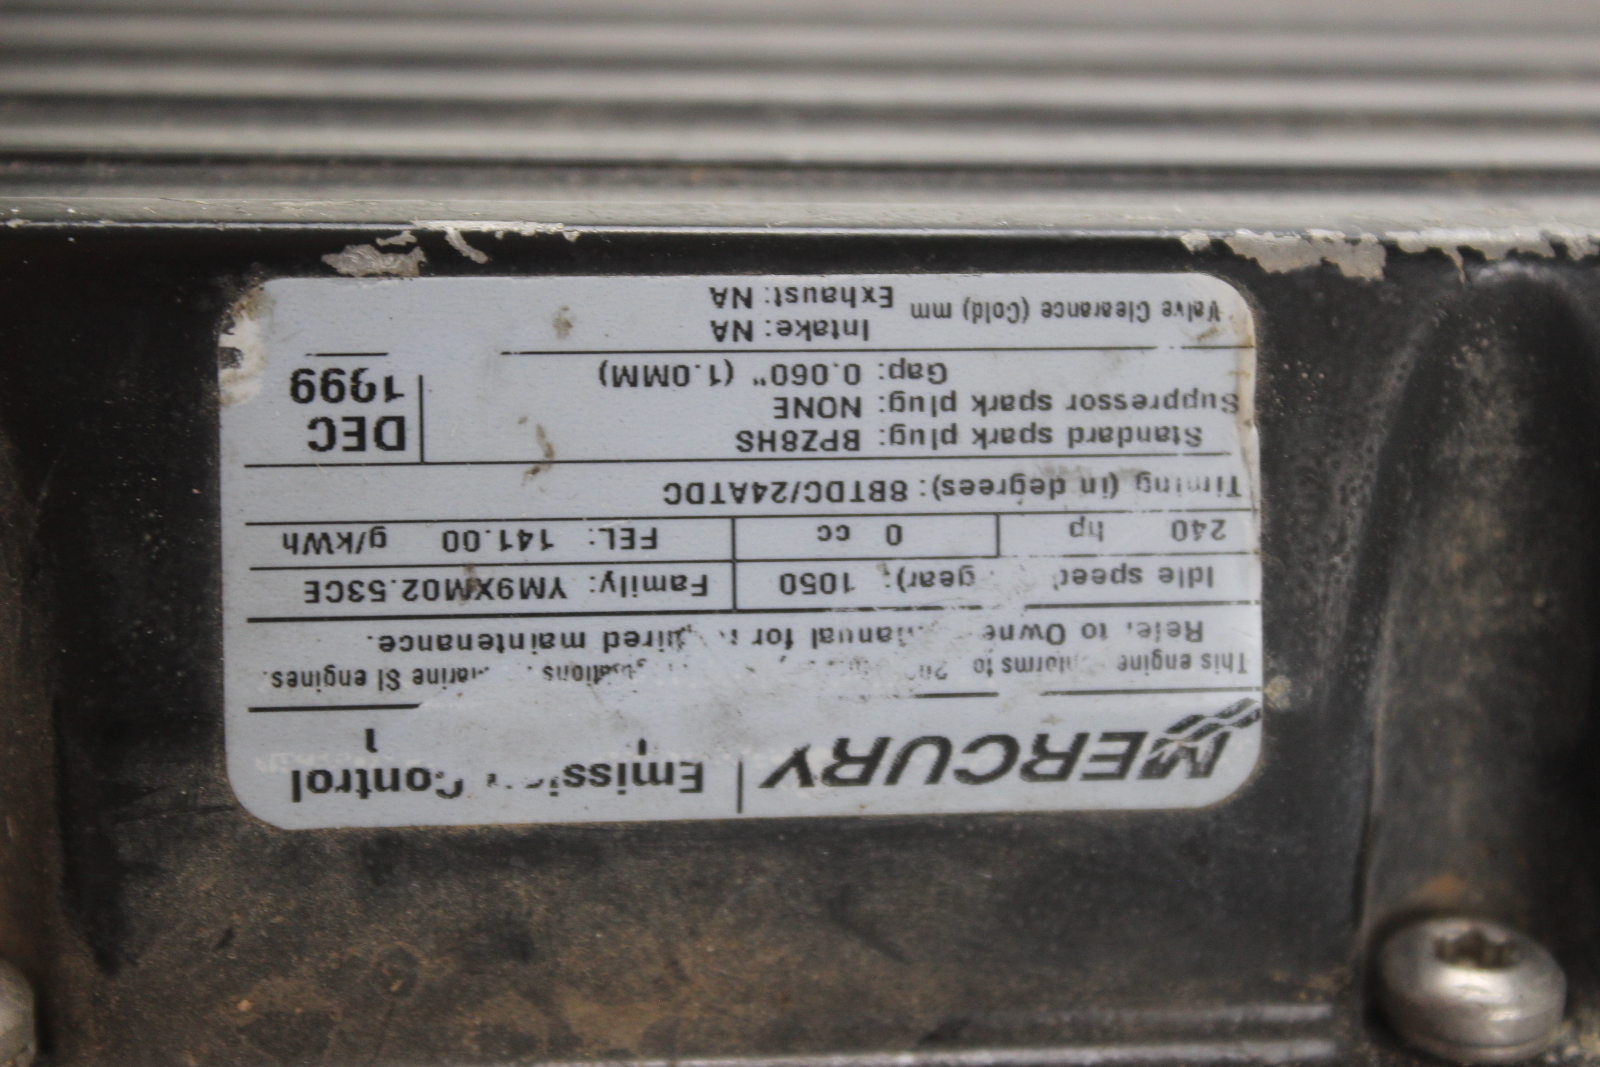 MERCURY | Emission Control
1
This engine conforms to marine SI engines.
Refer to Owner Manual for required maintenance.
Idle speed gear): 1050 Family: YM9XM02.53CE
240 hp 0 cc FEL: 141.00 g/kWh
Timing (in degrees): 8BTDC/24ATDC
Standard spark plug: BPZ8HS
Suppressor spark plug: NONE
Gap: 0.060" (1.0MM)
DEC
1999
Valve Clearance (Cold) mm
Intake: NA
Exhaust: NA